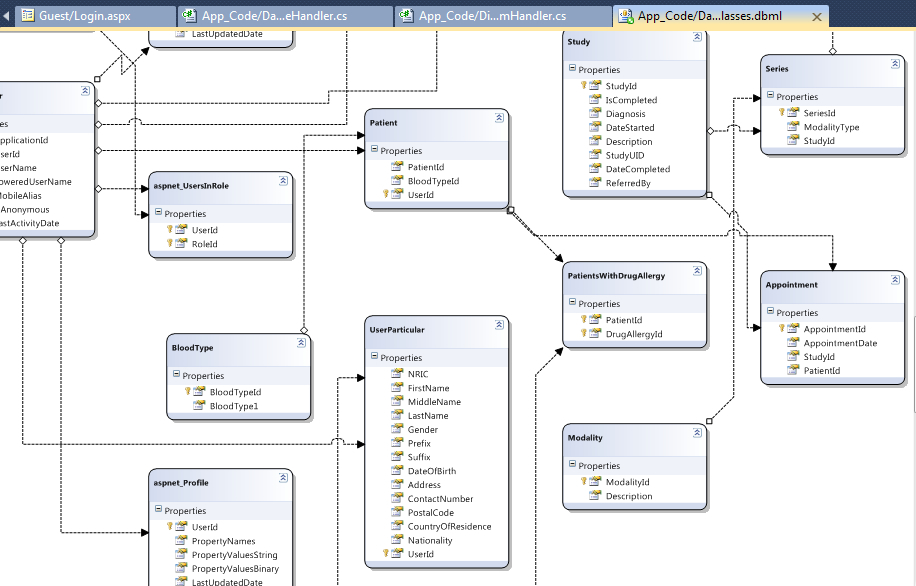 Guest/Login.aspx
App_Code/Da...eHandler.cs
App_Code/Di...mHandler.cs
App_Code/Da...lasses.dbml
LastUpdatedDate
r
es
pplicationId
serId
serName
oweredUserName
MobileAlias
Anonymous
astActivityDate
aspnet_UsersInRole
Properties
UserId
RoleId
Patient
Properties
PatientId
BloodTypeId
UserId
Study
Properties
StudyId
IsCompleted
Diagnosis
DateStarted
Description
StudyUID
DateCompleted
ReferredBy
Series
Properties
SeriesId
ModalityType
StudyId
PatientsWithDrugAllergy
Properties
PatientId
DrugAllergyId
Appointment
Properties
AppointmentId
AppointmentDate
StudyId
PatientId
BloodType
Properties
BloodTypeId
BloodType1
UserParticular
Properties
NRIC
FirstName
MiddleName
LastName
Gender
Prefix
Suffix
DateOfBirth
Address
ContactNumber
PostalCode
CountryOfResidence
Nationality
UserId
Modality
Properties
ModalityId
Description
aspnet_Profile
Properties
UserId
PropertyNames
PropertyValuesString
PropertyValuesBinary
LastUpdatedDate